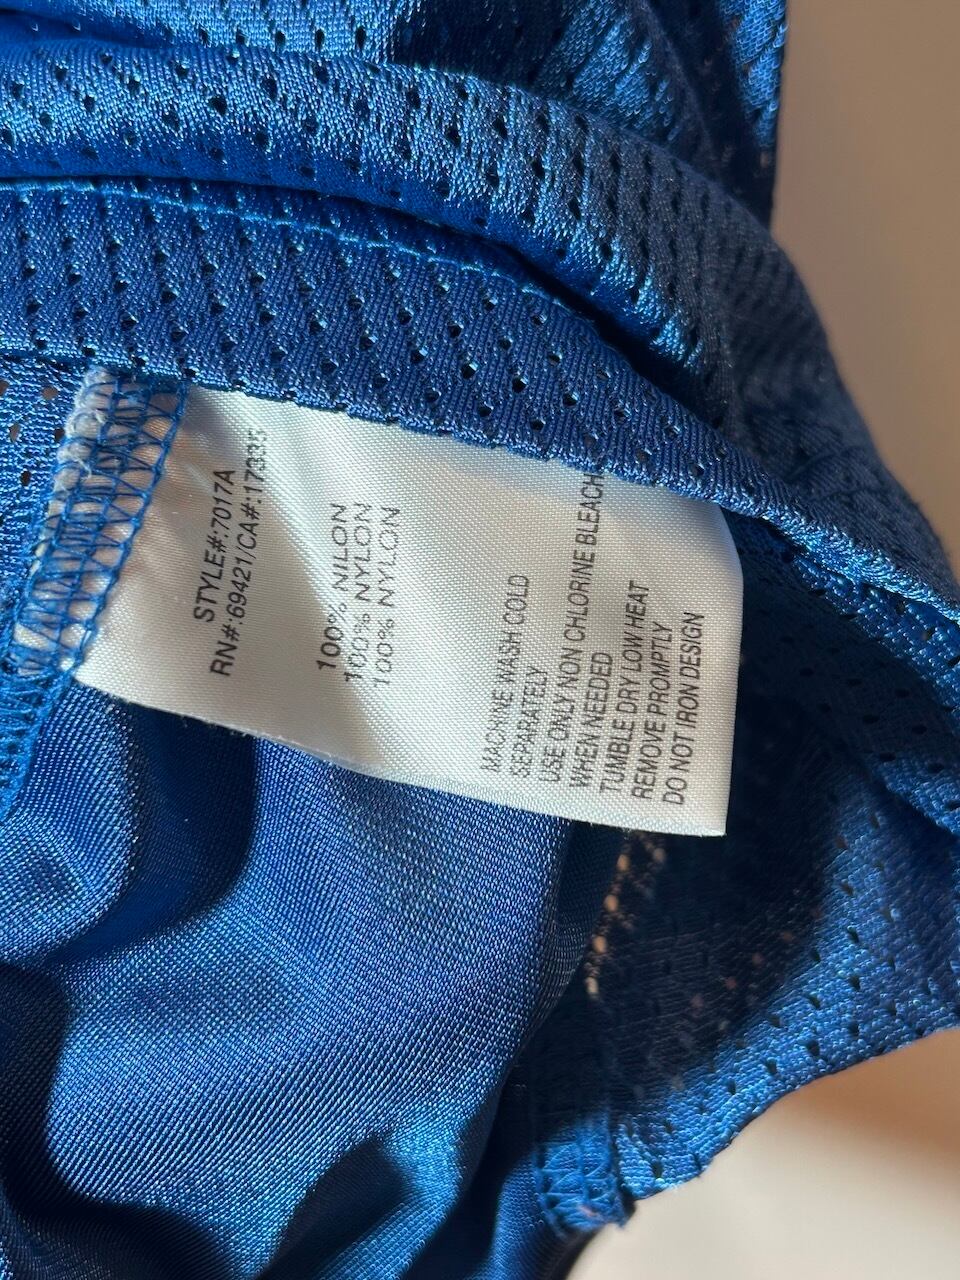 STYLE#:7017A
RN#:69421/CA#:17335
100% NILON
100% NYLON
100% NYLON
MACHINE WASH COLD
SEPARATELY
USE ONLY NON CHLORINE BLEACH
WHEN NEEDED
TUMBLE DRY LOW HEAT
REMOVE PROMPTLY
DO NOT IRON DESIGN